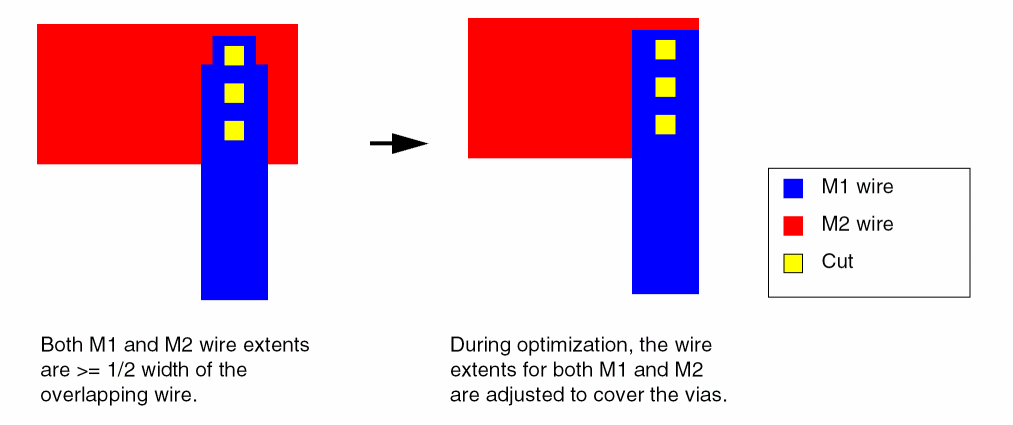 M1 wire
M2 wire
Cut
Both M1 and M2 wire extents
are >= 1/2 width of the
overlapping wire.
During optimization, the wire
extents for both M1 and M2
are adjusted to cover the vias.